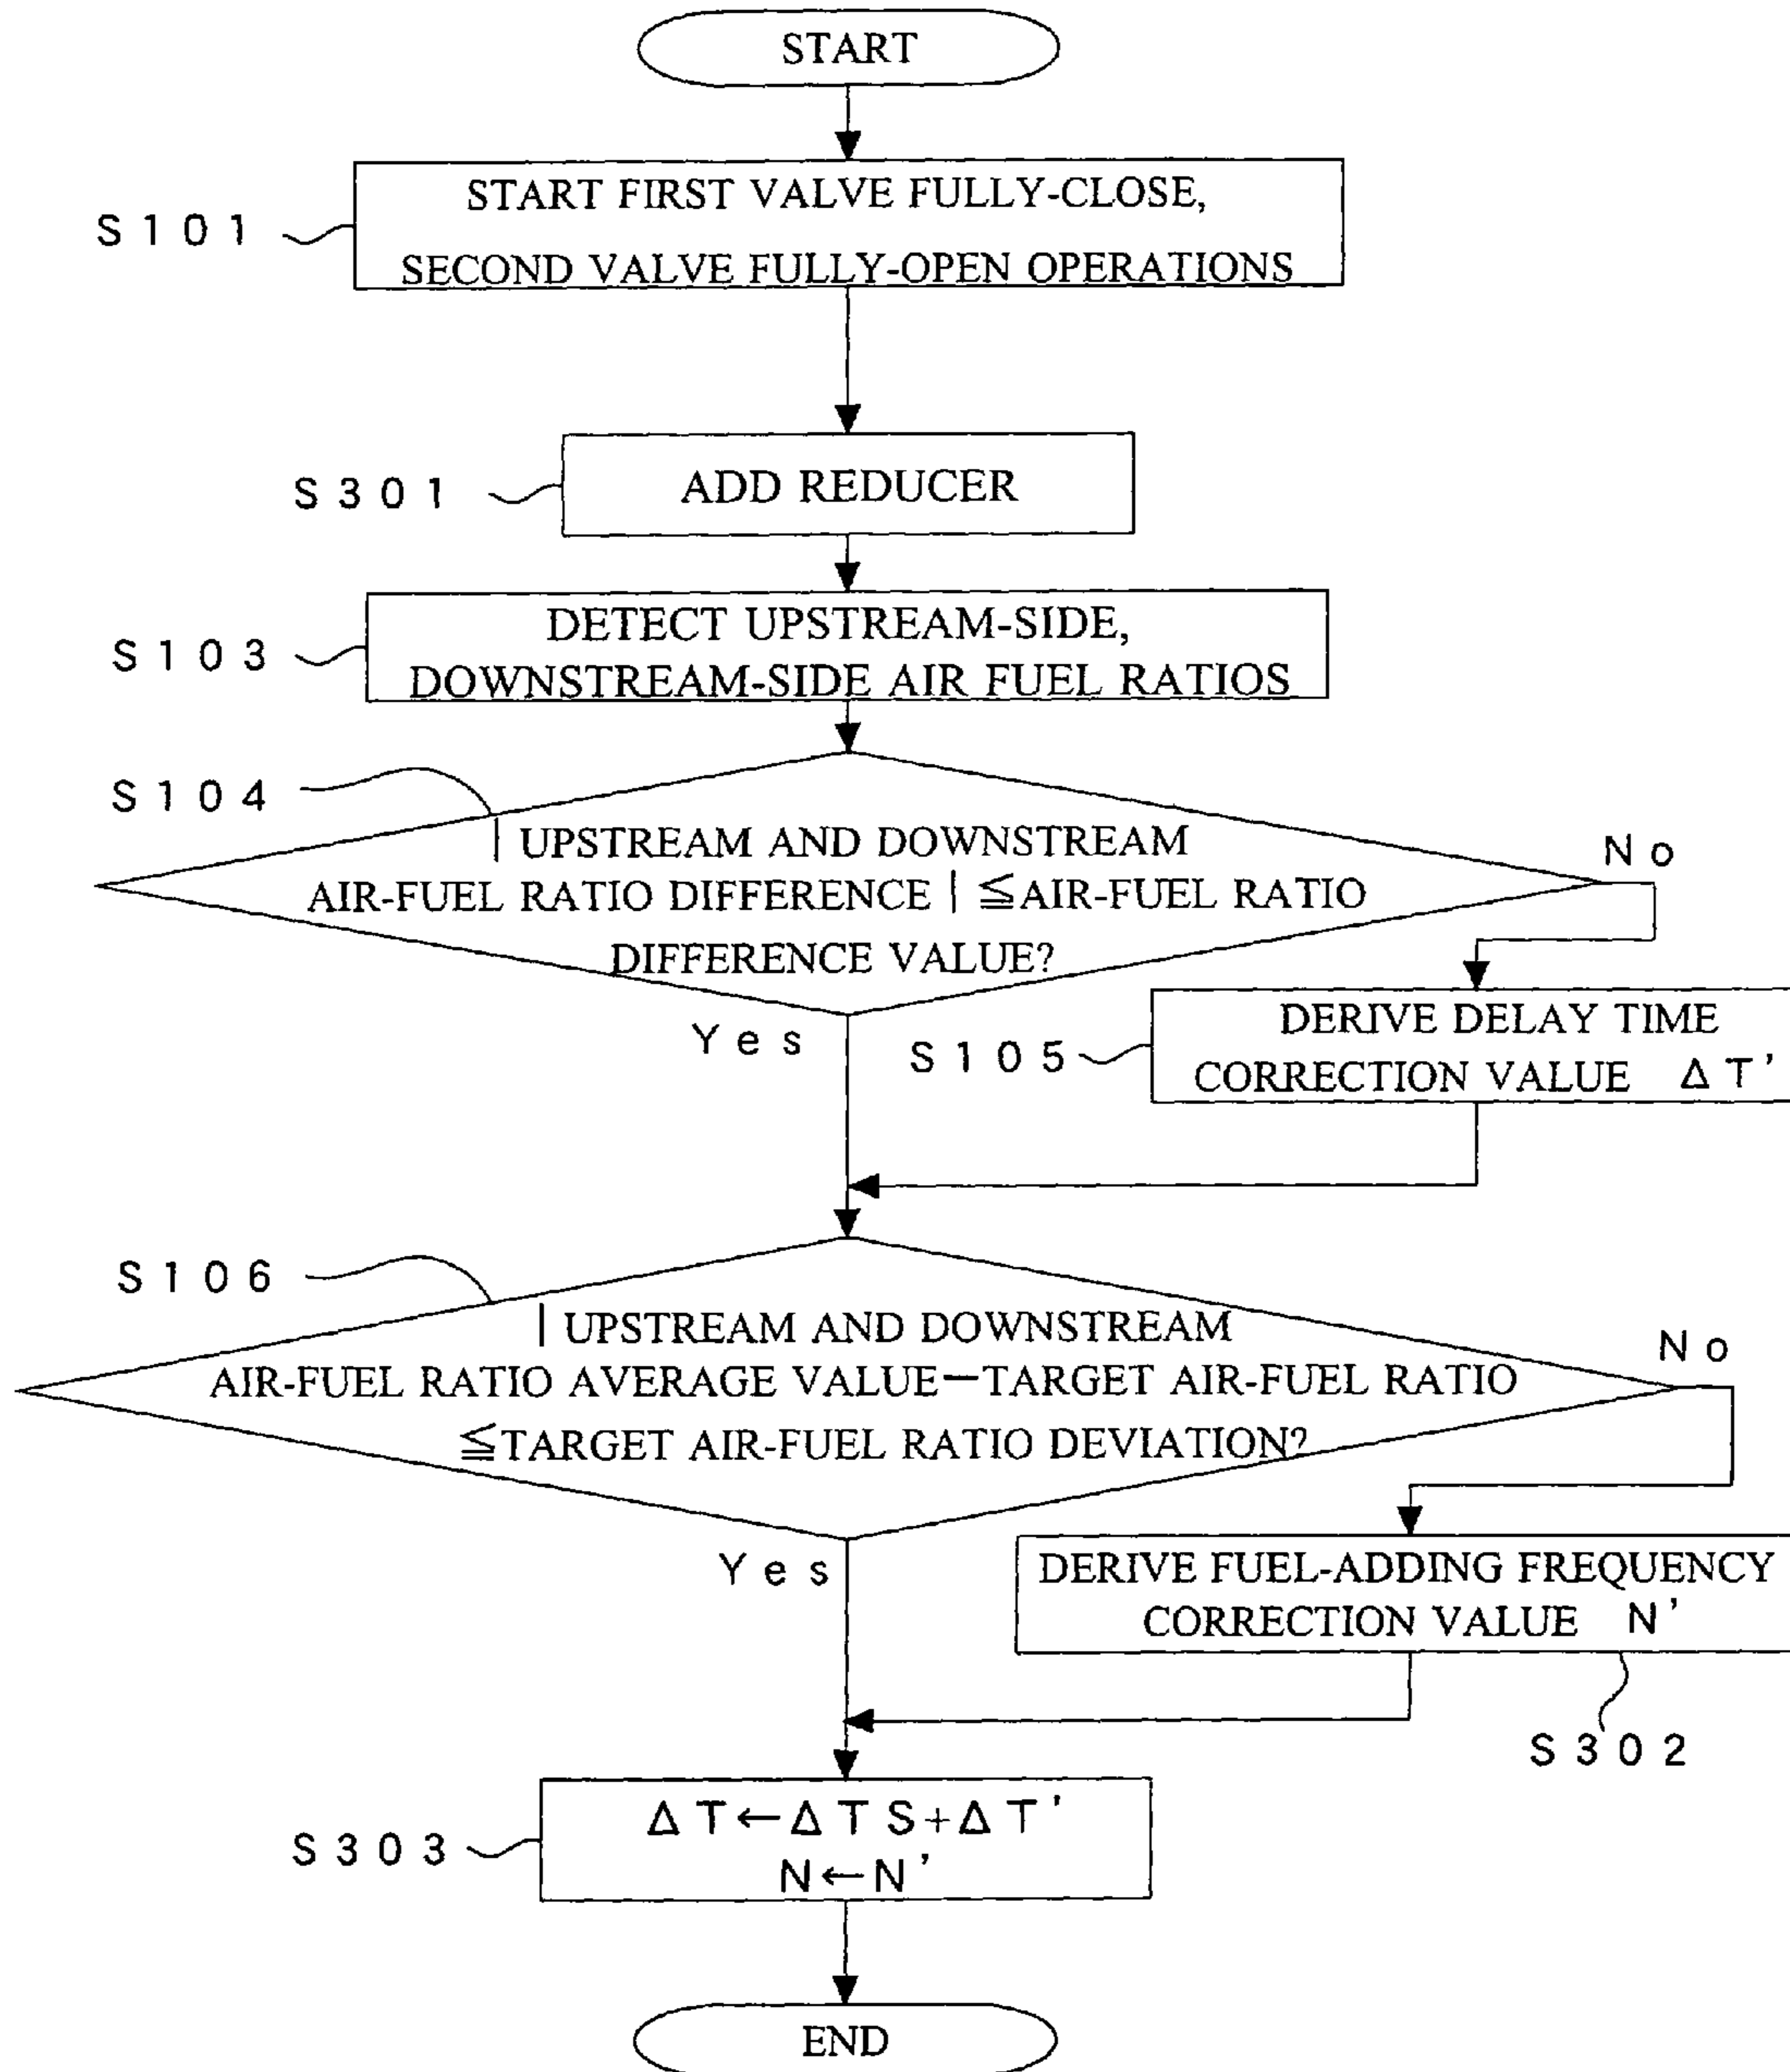 START
S101
START FIRST VALVE FULLY-CLOSE,
SECOND VALVE FULLY-OPEN OPERATIONS
S301
ADD REDUCER
S103
DETECT UPSTREAM-SIDE,
DOWNSTREAM-SIDE AIR FUEL RATIOS
S104
| UPSTREAM AND DOWNSTREAM
AIR-FUEL RATIO DIFFERENCE | ≦AIR-FUEL RATIO
DIFFERENCE VALUE?
No
Yes
S105
DERIVE DELAY TIME
CORRECTION VALUE ΔT'
S106
| UPSTREAM AND DOWNSTREAM
AIR-FUEL RATIO AVERAGE VALUE—TARGET AIR-FUEL RATIO
≦TARGET AIR-FUEL RATIO DEVIATION?
No
Yes
DERIVE FUEL-ADDING FREQUENCY
CORRECTION VALUE N'
S302
S303
ΔT←ΔTS+ΔT'
N←N'
END